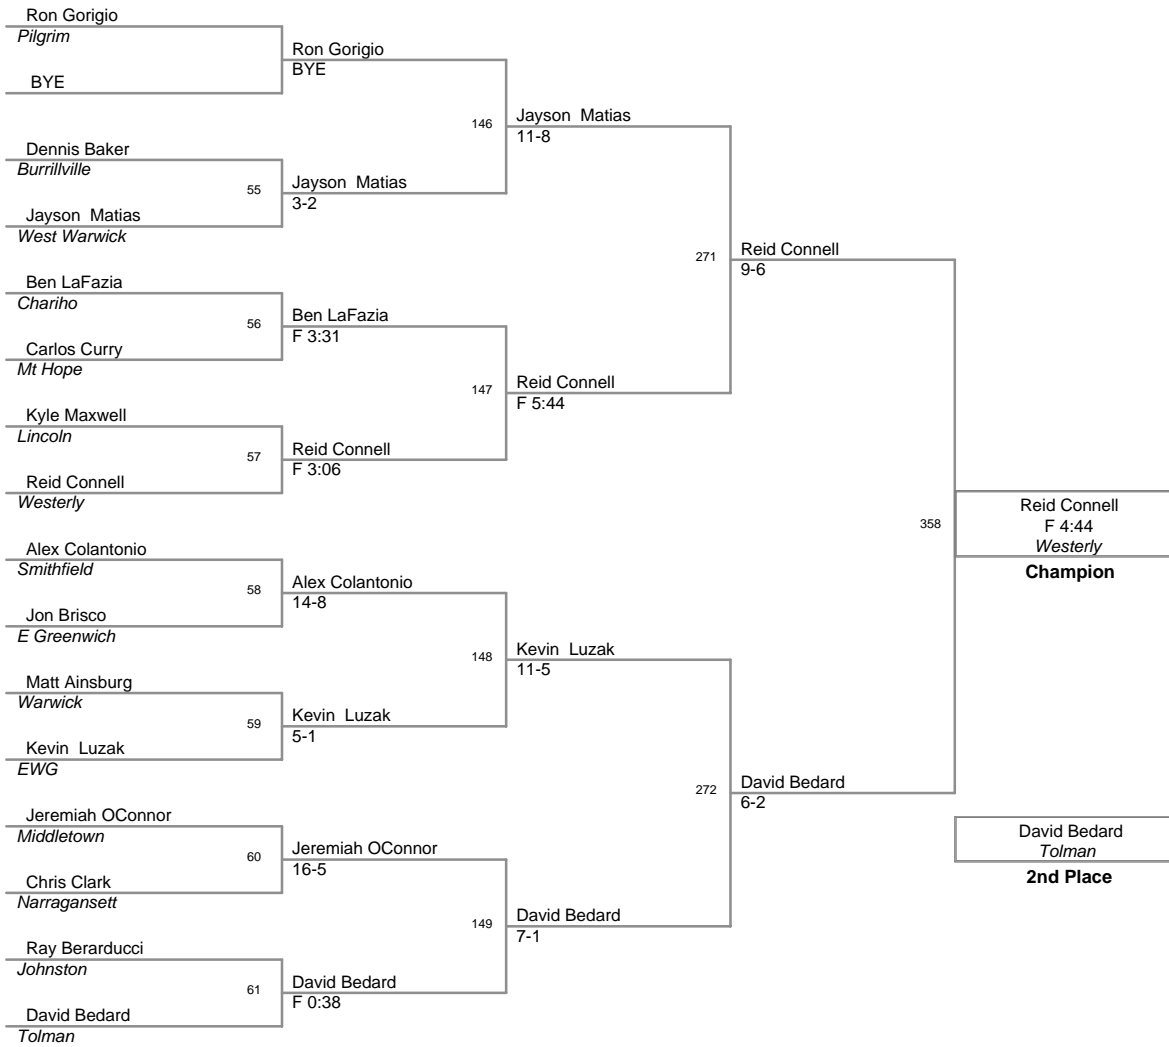 Ron Gorigio
Pilgrim
BYE
Dennis Baker
Burrillville
Jayson Matias
West Warwick
Ben LaFazia
Chariho
Carlos Curry
Mt Hope
Kyle Maxwell
Lincoln
Reid Connell
Westerly
Alex Colantonio
Smithfield
Jon Brisco
E Greenwich
Matt Ainsburg
Warwick
Kevin Luzak
EWG
Jeremiah OConnor
Middletown
Chris Clark
Narragansett
Ray Berarducci
Johnston
David Bedard
Tolman
Ron Gorigio
BYE
55
Jayson Matias
3-2
56
Ben LaFazia
F 3:31
57
Reid Connell
F 3:06
58
Alex Colantonio
14-8
59
Kevin Luzak
5-1
60
Jeremiah OConnor
16-5
61
David Bedard
F 0:38
146
Jayson Matias
11-8
147
Reid Connell
F 5:44
148
Kevin Luzak
11-5
149
David Bedard
7-1
271
Reid Connell
9-6
272
David Bedard
6-2
358
Reid Connell
F 4:44
Westerly
Champion
David Bedard
Tolman
2nd Place